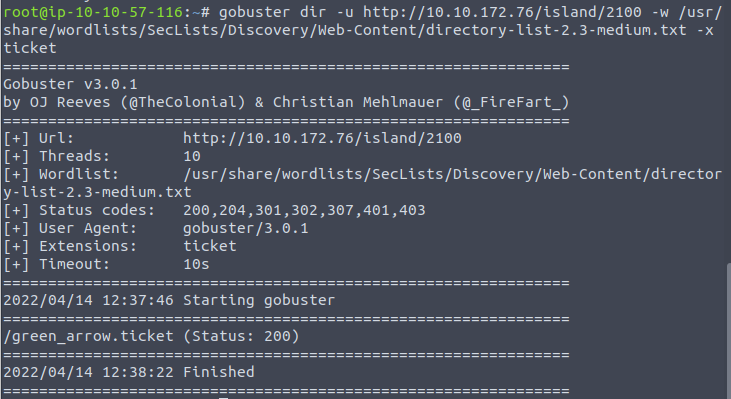 root@ip-10-10-57-116:~# gobuster dir -u http://10.10.172.76/island/2100 -w /usr/
share/wordlists/SecLists/Discovery/Web-Content/directory-list-2.3-medium.txt -x
ticket
===============================================================
Gobuster v3.0.1
by OJ Reeves (@TheColonial) & Christian Mehlmauer (@_FireFart_)
===============================================================
[+] Url:            http://10.10.172.76/island/2100
[+] Threads:        10
[+] Wordlist:       /usr/share/wordlists/SecLists/Discovery/Web-Content/director
y-list-2.3-medium.txt
[+] Status codes:   200,204,301,302,307,401,403
[+] User Agent:     gobuster/3.0.1
[+] Extensions:     ticket
[+] Timeout:        10s
===============================================================
2022/04/14 12:37:46 Starting gobuster
===============================================================
/green_arrow.ticket (Status: 200)
===============================================================
2022/04/14 12:38:22 Finished
===============================================================